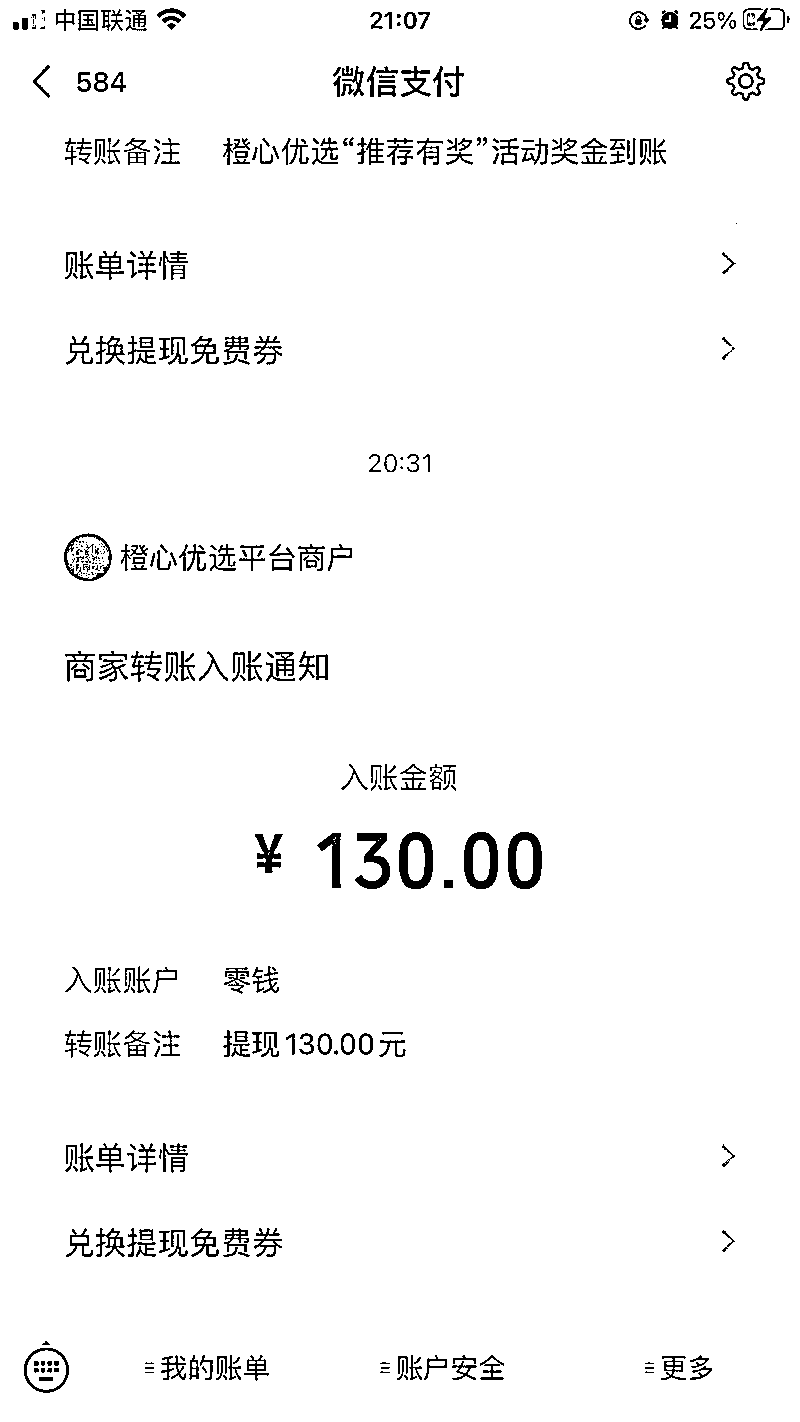 中国联通 21:07 25%
584 微信支付
转账备注 橙心优选“推荐有奖”活动奖金到账
账单详情
兑换提现免费券
20:31
橙心优选平台商户
商家转账入账通知
入账金额
¥ 130.00
入账账户 零钱
转账备注 提现130.00元
账单详情
兑换提现免费券
我的账单 账户安全 更多